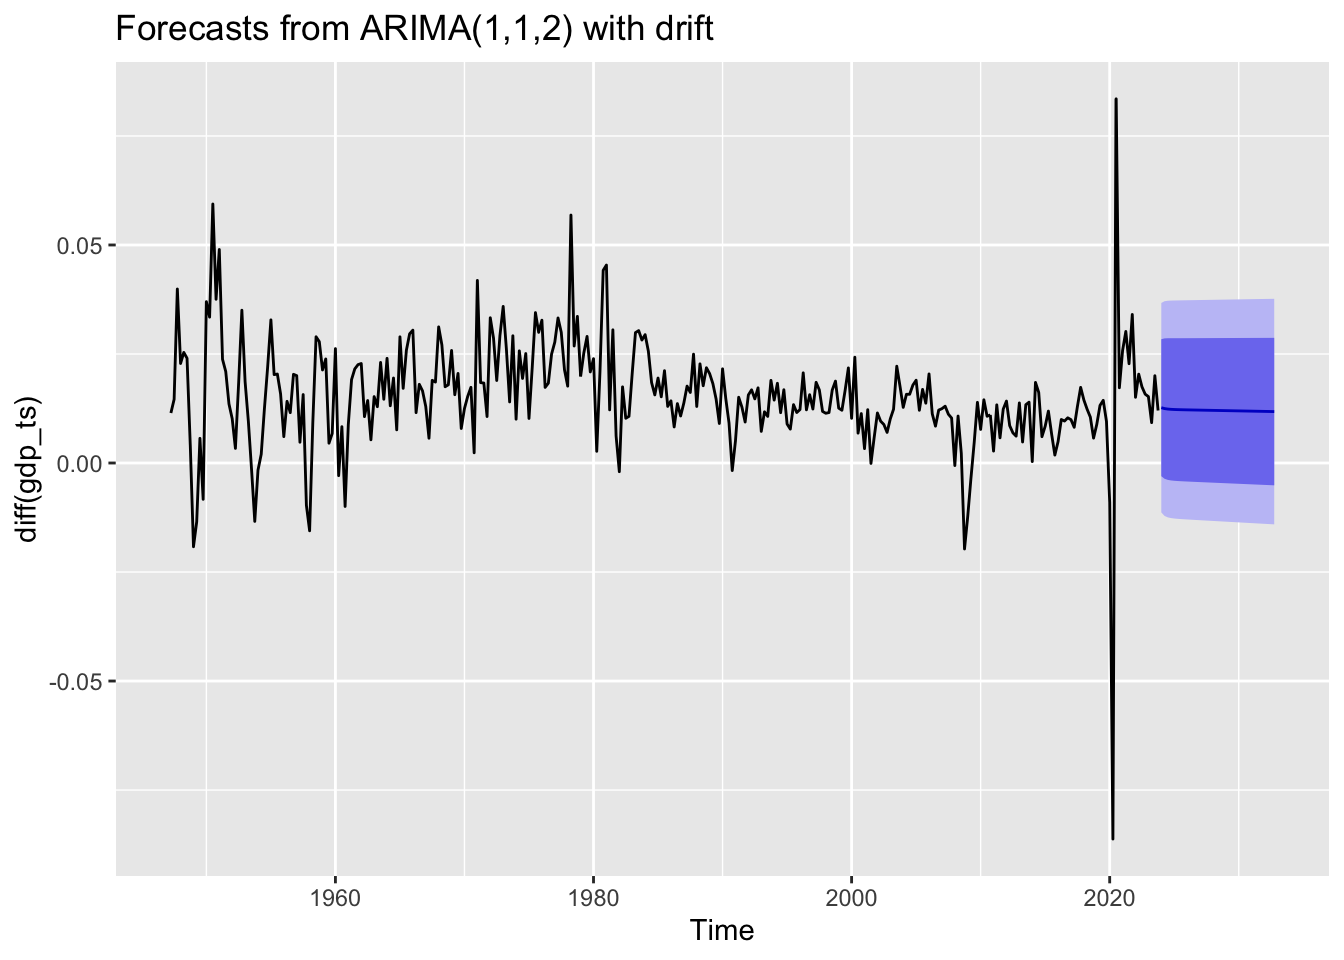 Forecasts from ARIMA(1,1,2) with drift
diff(gdp_ts)
0.05
0.00
-0.05
1960 1980 2000 2020
Time